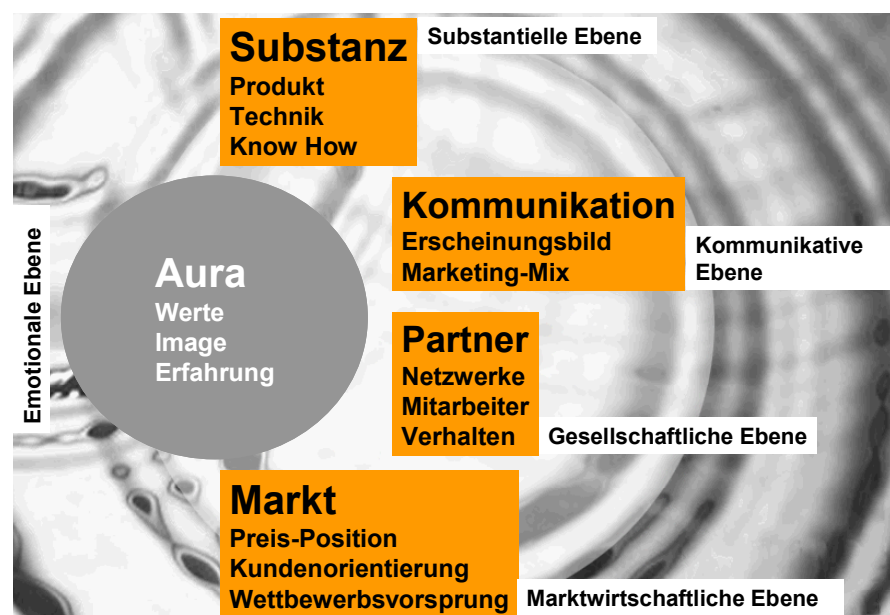 Substanz
Produkt
Technik
Know How
Substantielle Ebene
Kommunikation
Erscheinungsbild
Marketing-Mix
Kommunikative
Ebene
Emotionale Ebene
Aura
Werte
Image
Erfahrung
Partner
Netzwerke
Mitarbeiter
Verhalten
Gesellschaftliche Ebene
Markt
Preis-Position
Kundenorientierung
Wettbewerbsvorsprung
Marktwirtschaftliche Ebene